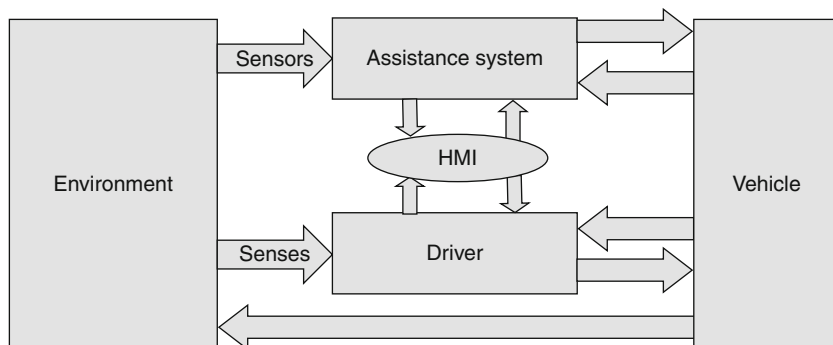 Sensors
Assistance system
HMI
Environment
Vehicle
Senses
Driver